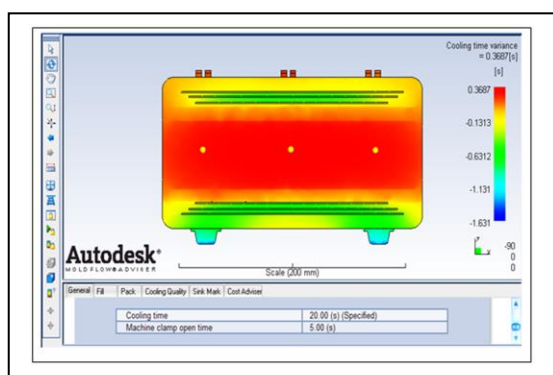 Cooling time variance
= 0.3687[s]
[s]
0.3687
-0.1313
-0.6312
-1.131
-1.631
Autodesk®
MOLDFLOW® ADVISER
Scale (200 mm)
-90
0
0
General Fill Pack Cooling Quality Sink Mark Cost Adviser
Cooling time 20.00 (s) (Specified)
Machine clamp open time 5.00 (s)